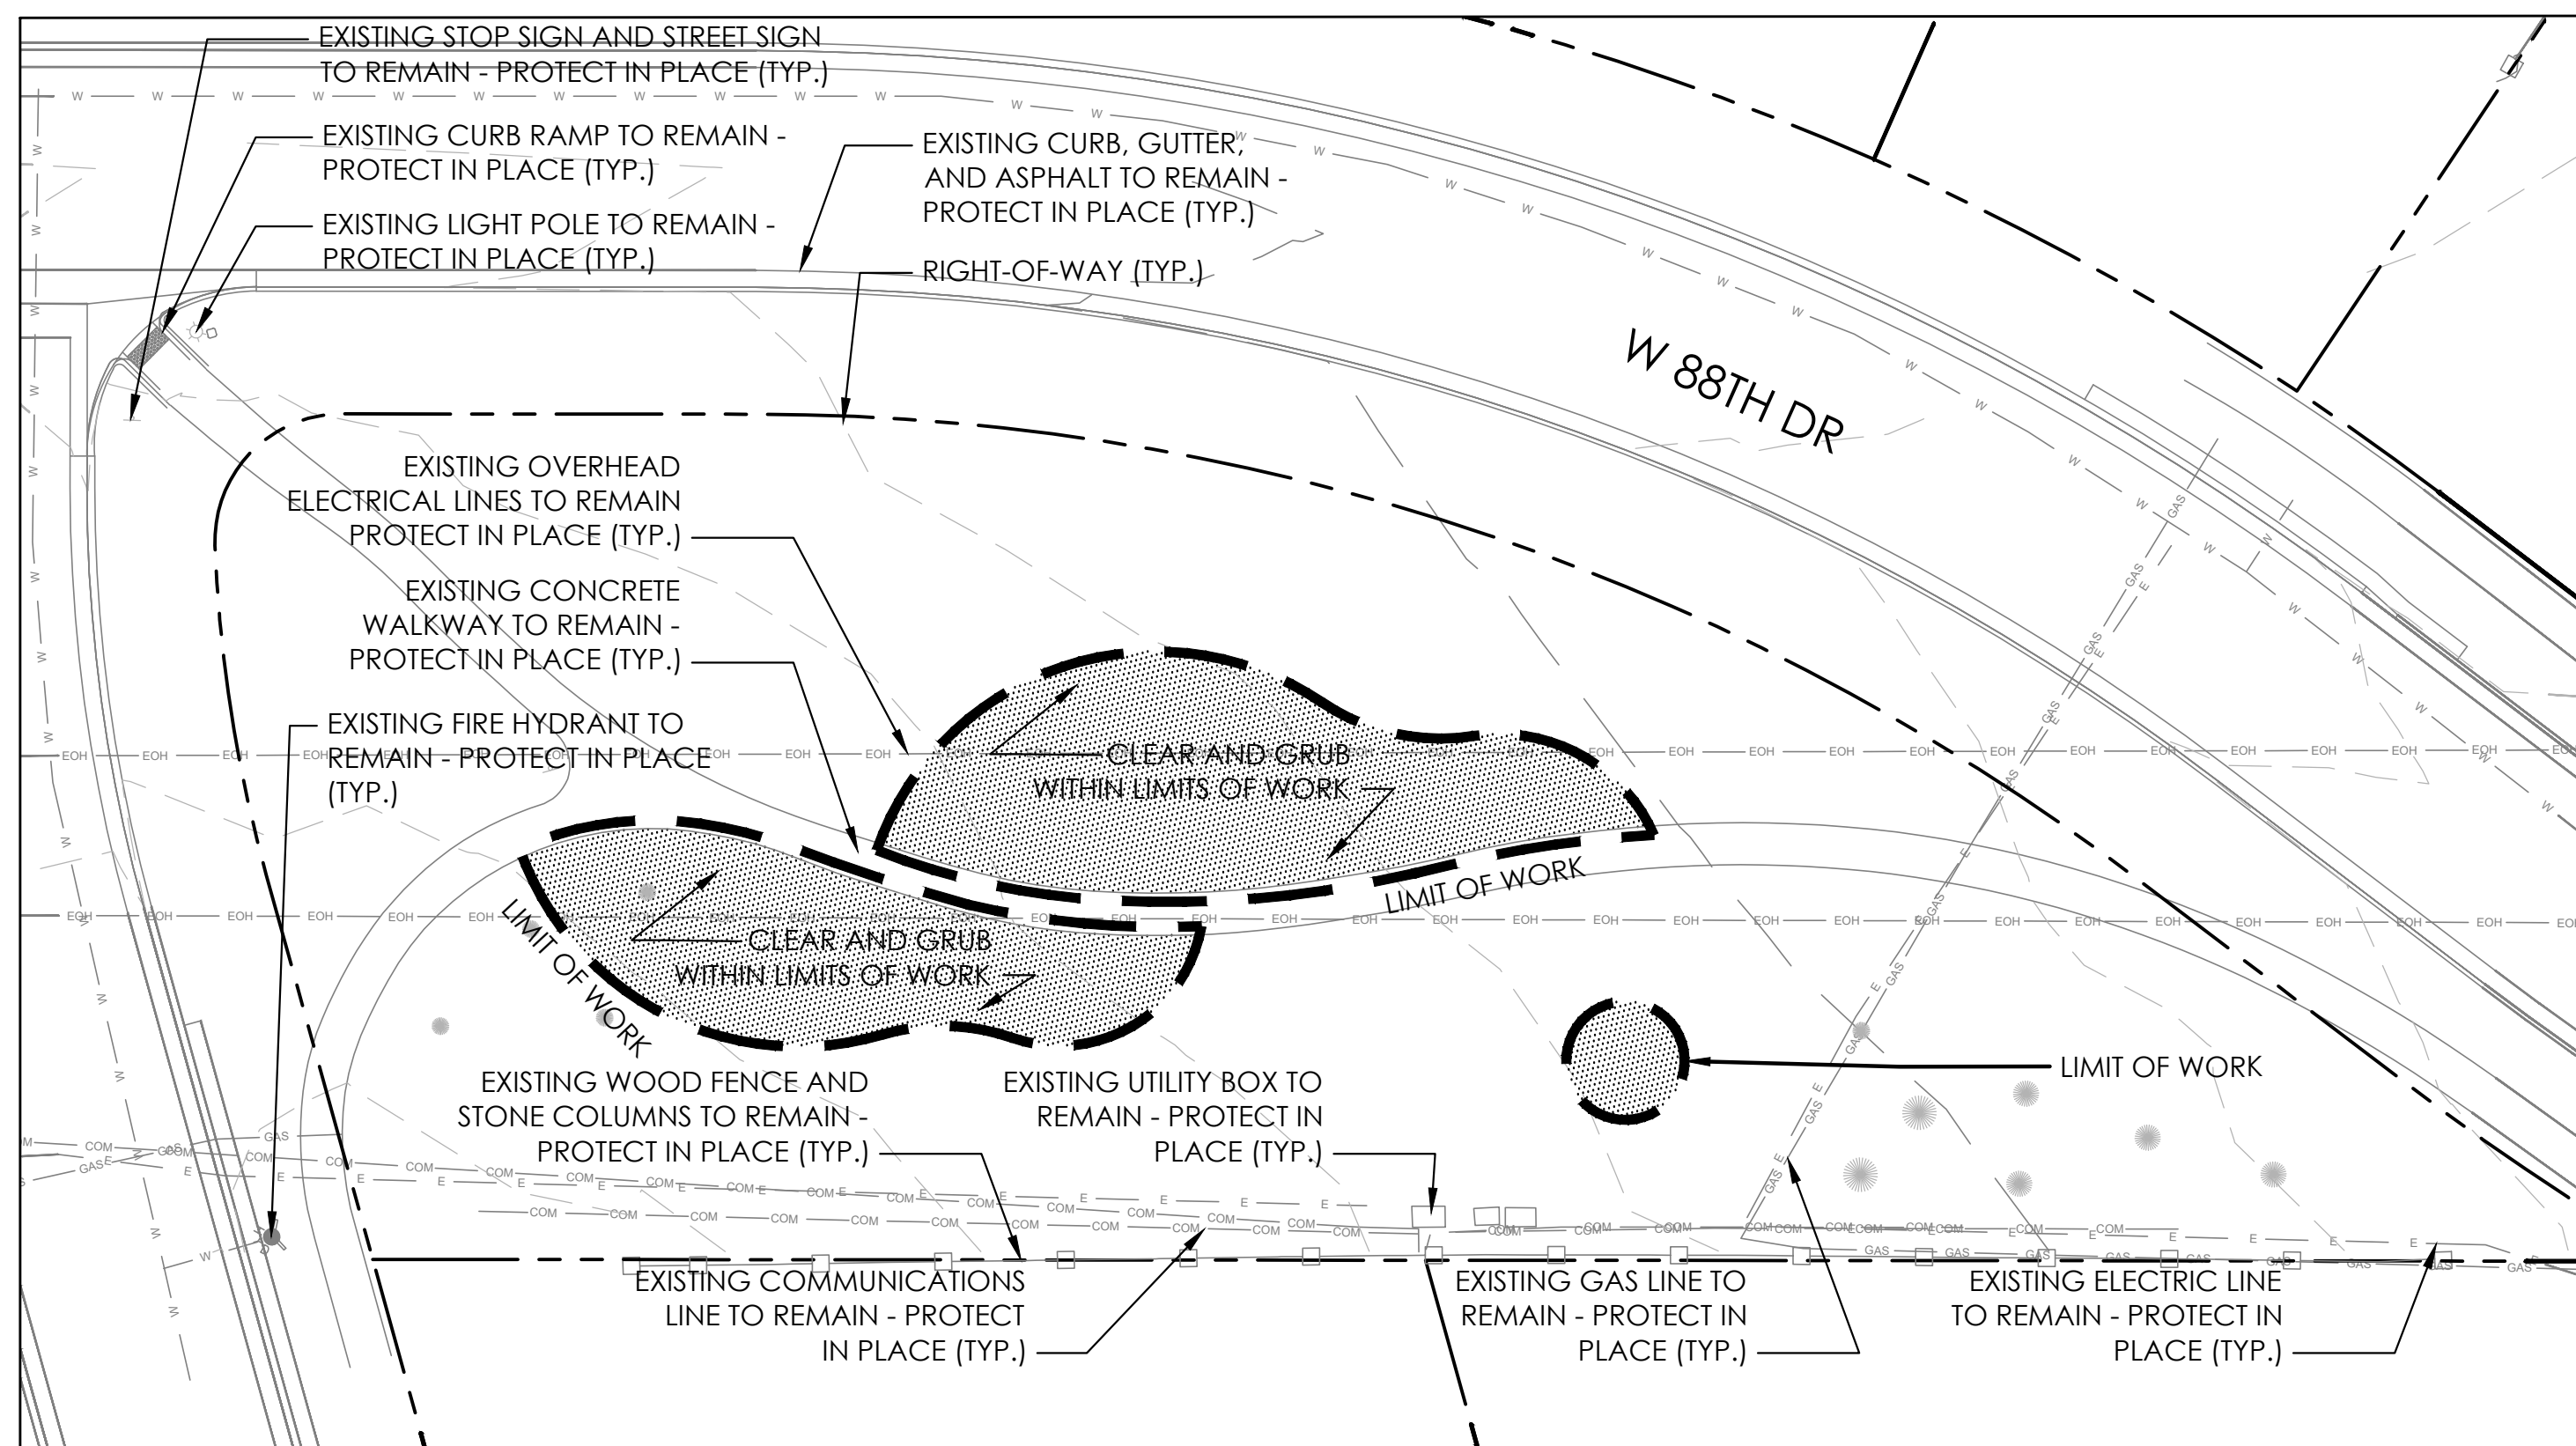 EXISTING STOP SIGN AND STREET SIGN
TO REMAIN - PROTECT IN PLACE (TYP.)
EXISTING CURB RAMP TO REMAIN -
PROTECT IN PLACE (TYP.)
EXISTING LIGHT POLE TO REMAIN -
PROTECT IN PLACE (TYP.)
EXISTING CURB, GUTTER,
AND ASPHALT TO REMAIN -
PROTECT IN PLACE (TYP.)
RIGHT-OF-WAY (TYP.)
W 88TH DR
EXISTING OVERHEAD
ELECTRICAL LINES TO REMAIN
PROTECT IN PLACE (TYP.)
EXISTING CONCRETE
WALKWAY TO REMAIN -
PROTECT IN PLACE (TYP.)
EXISTING FIRE HYDRANT TO
REMAIN - PROTECT IN PLACE
(TYP.)
CLEAR AND GRUB
WITHIN LIMITS OF WORK
LIMIT OF WORK
CLEAR AND GRUB
WITHIN LIMITS OF WORK
LIMIT OF WORK
LIMIT OF WORK
EXISTING WOOD FENCE AND
STONE COLUMNS TO REMAIN -
PROTECT IN PLACE (TYP.)
EXISTING UTILITY BOX TO
REMAIN - PROTECT IN
PLACE (TYP.)
EXISTING COMMUNICATIONS
LINE TO REMAIN - PROTECT
IN PLACE (TYP.)
EXISTING GAS LINE TO
REMAIN - PROTECT IN
PLACE (TYP.)
EXISTING ELECTRIC LINE
TO REMAIN - PROTECT IN
PLACE (TYP.)